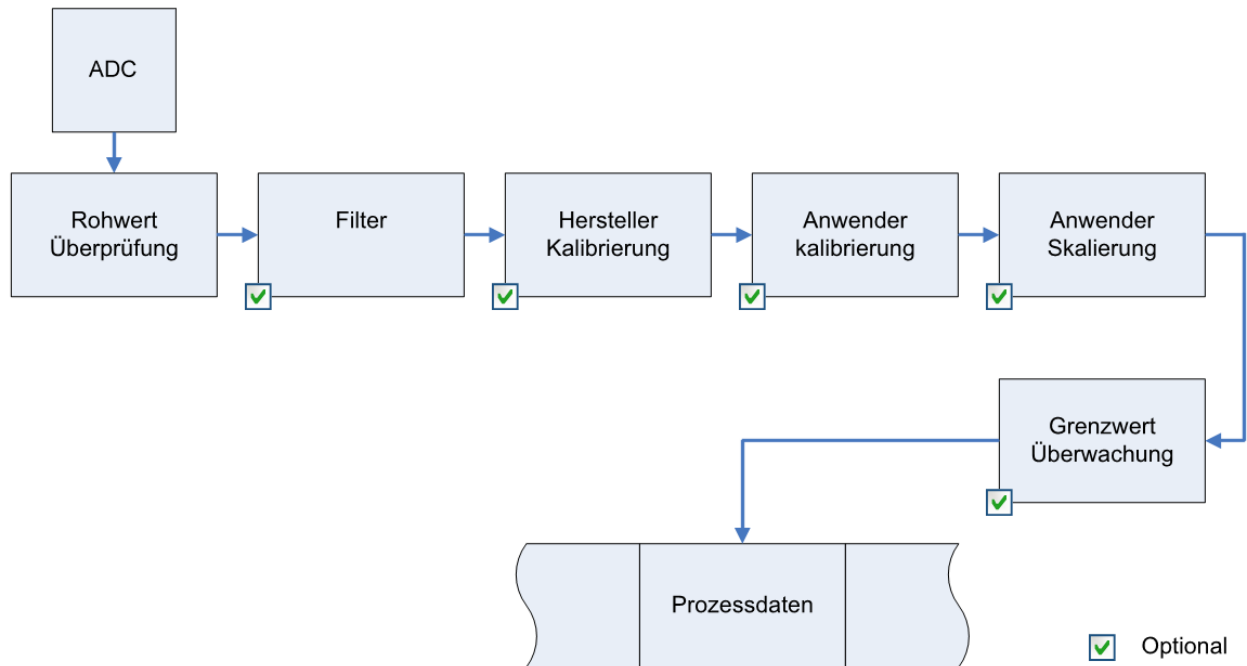 ADC
Rohwert
Überprüfung
Filter
Hersteller
Kalibrierung
Anwender
kalibrierung
Anwender
Skalierung
Grenzwert
Überwachung
Prozessdaten
Optional